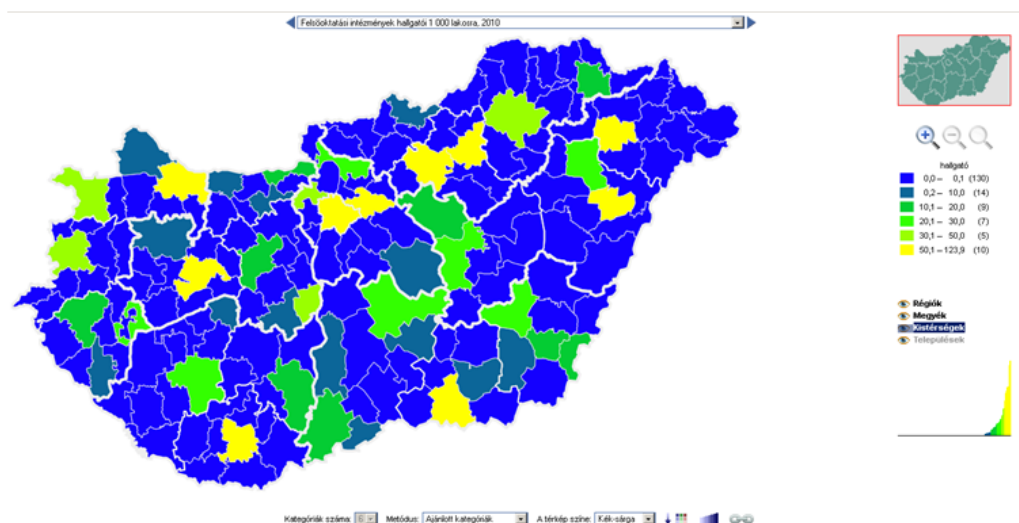 Felsőoktatási intézmények hallgatói 1 000 lakosra, 2010
hallgató
0,0 – 0,1 (130)
0,2 – 10,0 (14)
10,1 – 20,0 (9)
20,1 – 30,0 (7)
30,1 – 50,0 (5)
50,1 – 123,9 (10)
Régiók
Megyék
Kistérségek
Települések
Kategóriák száma: 6 Metódus: Ajánlott kategóriák A térkép színe: Kék-sárga